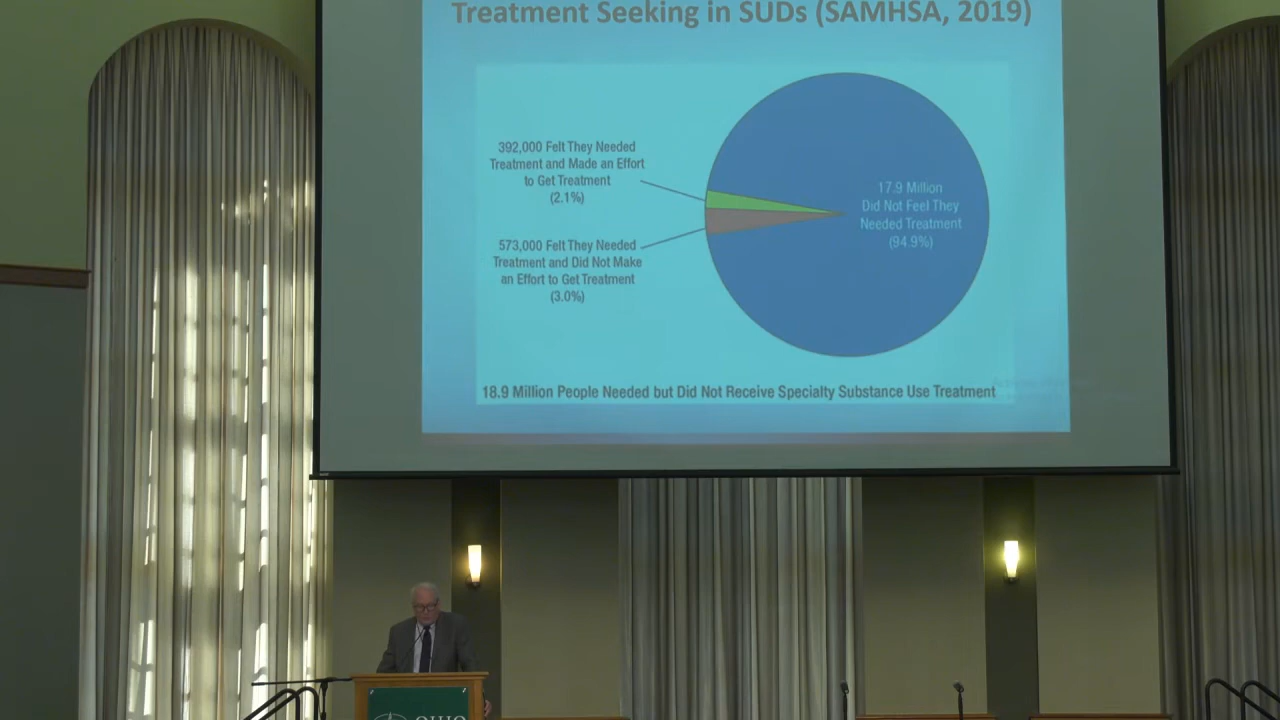 Treatment Seeking in SUDs (SAMHSA, 2019)
392,000 Felt They Needed
Treatment and Made an Effort
to Get Treatment
(2.1%)
573,000 Felt They Needed
Treatment and Did Not Make
an Effort to Get Treatment
(3.0%)
17.9 Million
Did Not Feel They
Needed Treatment
(94.9%)
18.9 Million People Needed but Did Not Receive Specialty Substance Use Treatment
OHIO